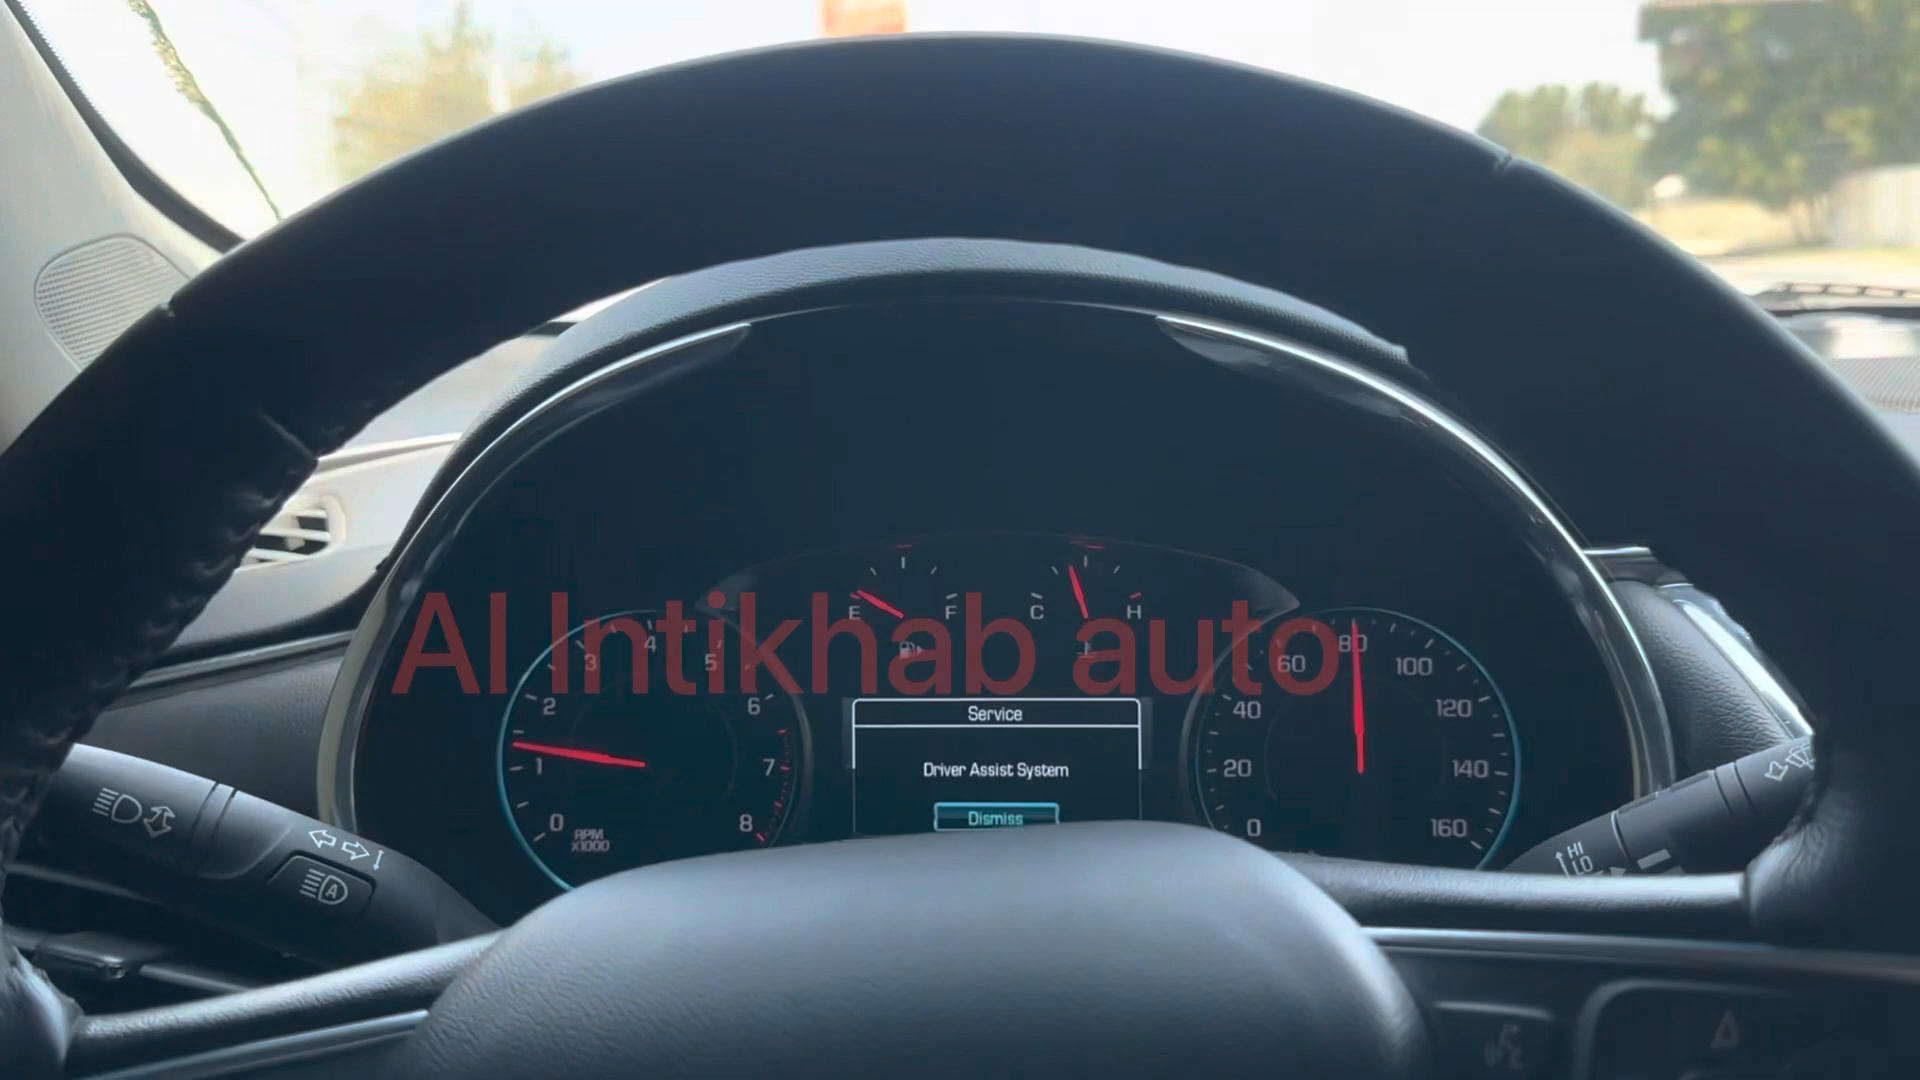 E F C H
Al Intikhab auto
0 1 2 3 4 5 6 7 8
RPM
X1000
Service
Driver Assist System
Dismiss
0 20 40 60 80 100 120 140 160
A
HI
LO